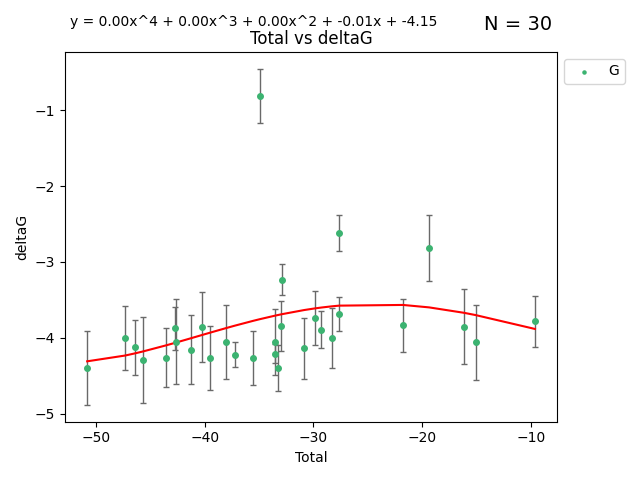 y = 0.00x^4 + 0.00x^3 + 0.00x^2 + -0.01x + -4.15
N = 30
Total vs deltaG
G
−1
−2
−3
−4
−5
deltaG
−50 −40 −30 −20 −10
Total